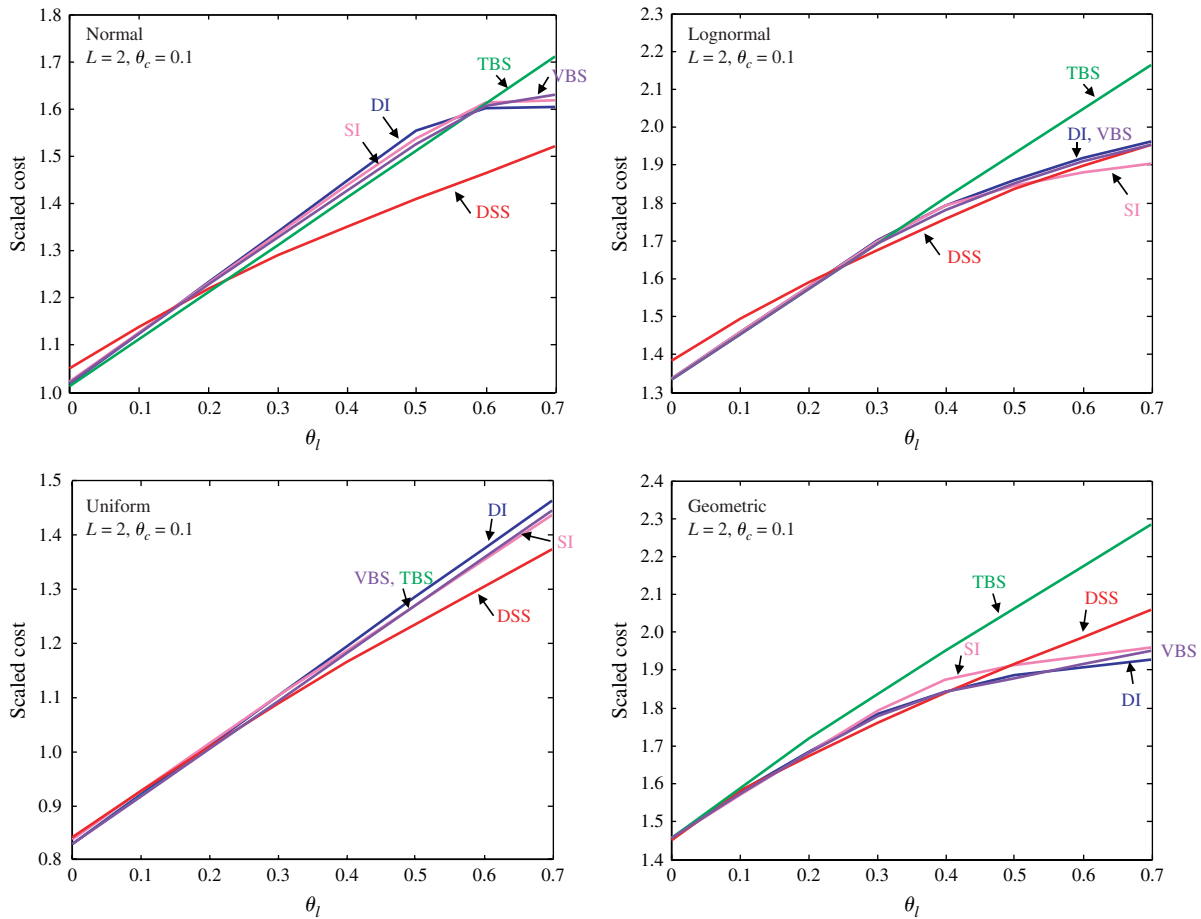 Normal
L = 2, θc = 0.1
TBS
VBS
DI
SI
DSS
Scaled cost
1.8
1.7
1.6
1.5
1.4
1.3
1.2
1.1
1.0
0 0.1 0.2 0.3 0.4 0.5 0.6 0.7
θl
Lognormal
L = 2, θc = 0.1
TBS
DI, VBS
SI
DSS
Scaled cost
2.3
2.2
2.1
2.0
1.9
1.8
1.7
1.6
1.5
1.4
1.3
0 0.1 0.2 0.3 0.4 0.5 0.6 0.7
θl
Uniform
L = 2, θc = 0.1
DI
SI
VBS, TBS
DSS
Scaled cost
1.5
1.4
1.3
1.2
1.1
1.0
0.9
0.8
0 0.1 0.2 0.3 0.4 0.5 0.6 0.7
θl
Geometric
L = 2, θc = 0.1
TBS
DSS
SI
VBS
DI
Scaled cost
2.4
2.3
2.2
2.1
2.0
1.9
1.8
1.7
1.6
1.5
1.4
0 0.1 0.2 0.3 0.4 0.5 0.6 0.7
θl